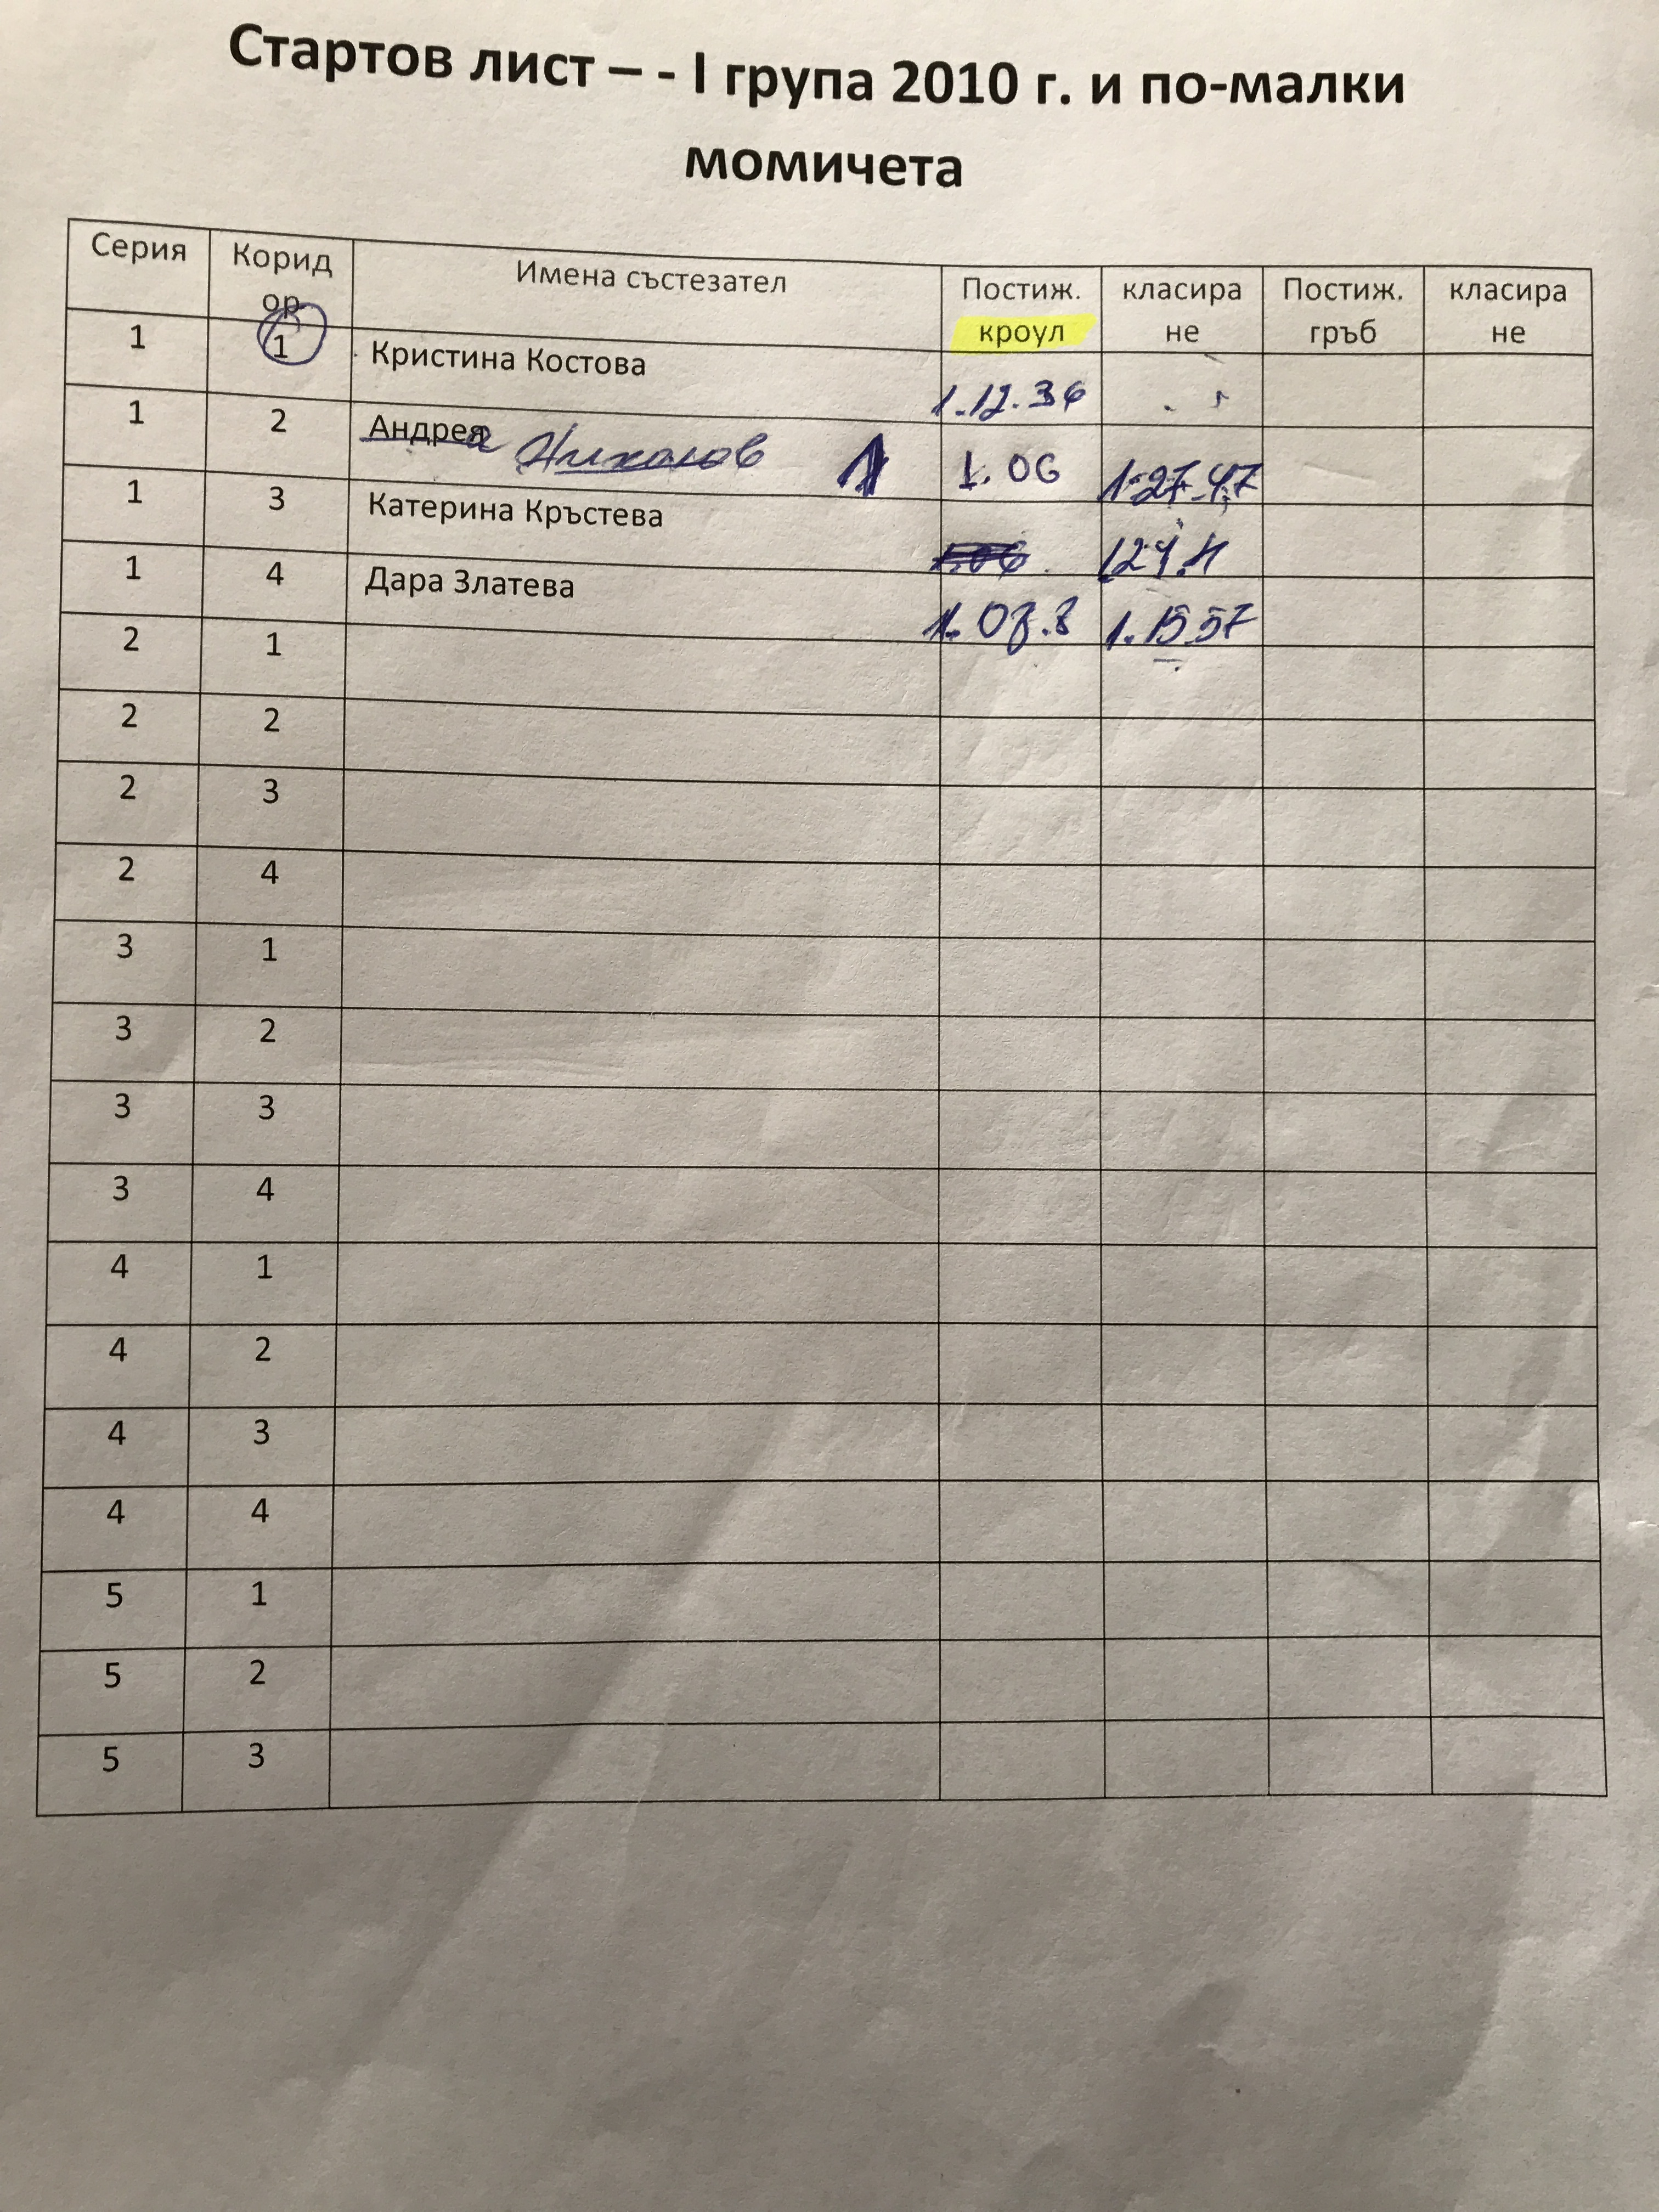 Стартов лист – - I група 2010 г. и по-малки
момичета
Серия Корид
ор Имена състезател Постиж.
кроул класира
не Постиж.
гръб класира
не
1 1 Кристина Костова 1.12.36
1 2 Андрея Николов 1 1.06 1.27.47
1 3 Катерина Кръстева
1 4 Дара Златева 1.15 57
2 1
2 2
2 3
2 4
3 1
3 2
3 3
3 4
4 1
4 2
4 3
4 4
5 1
5 2
5 3